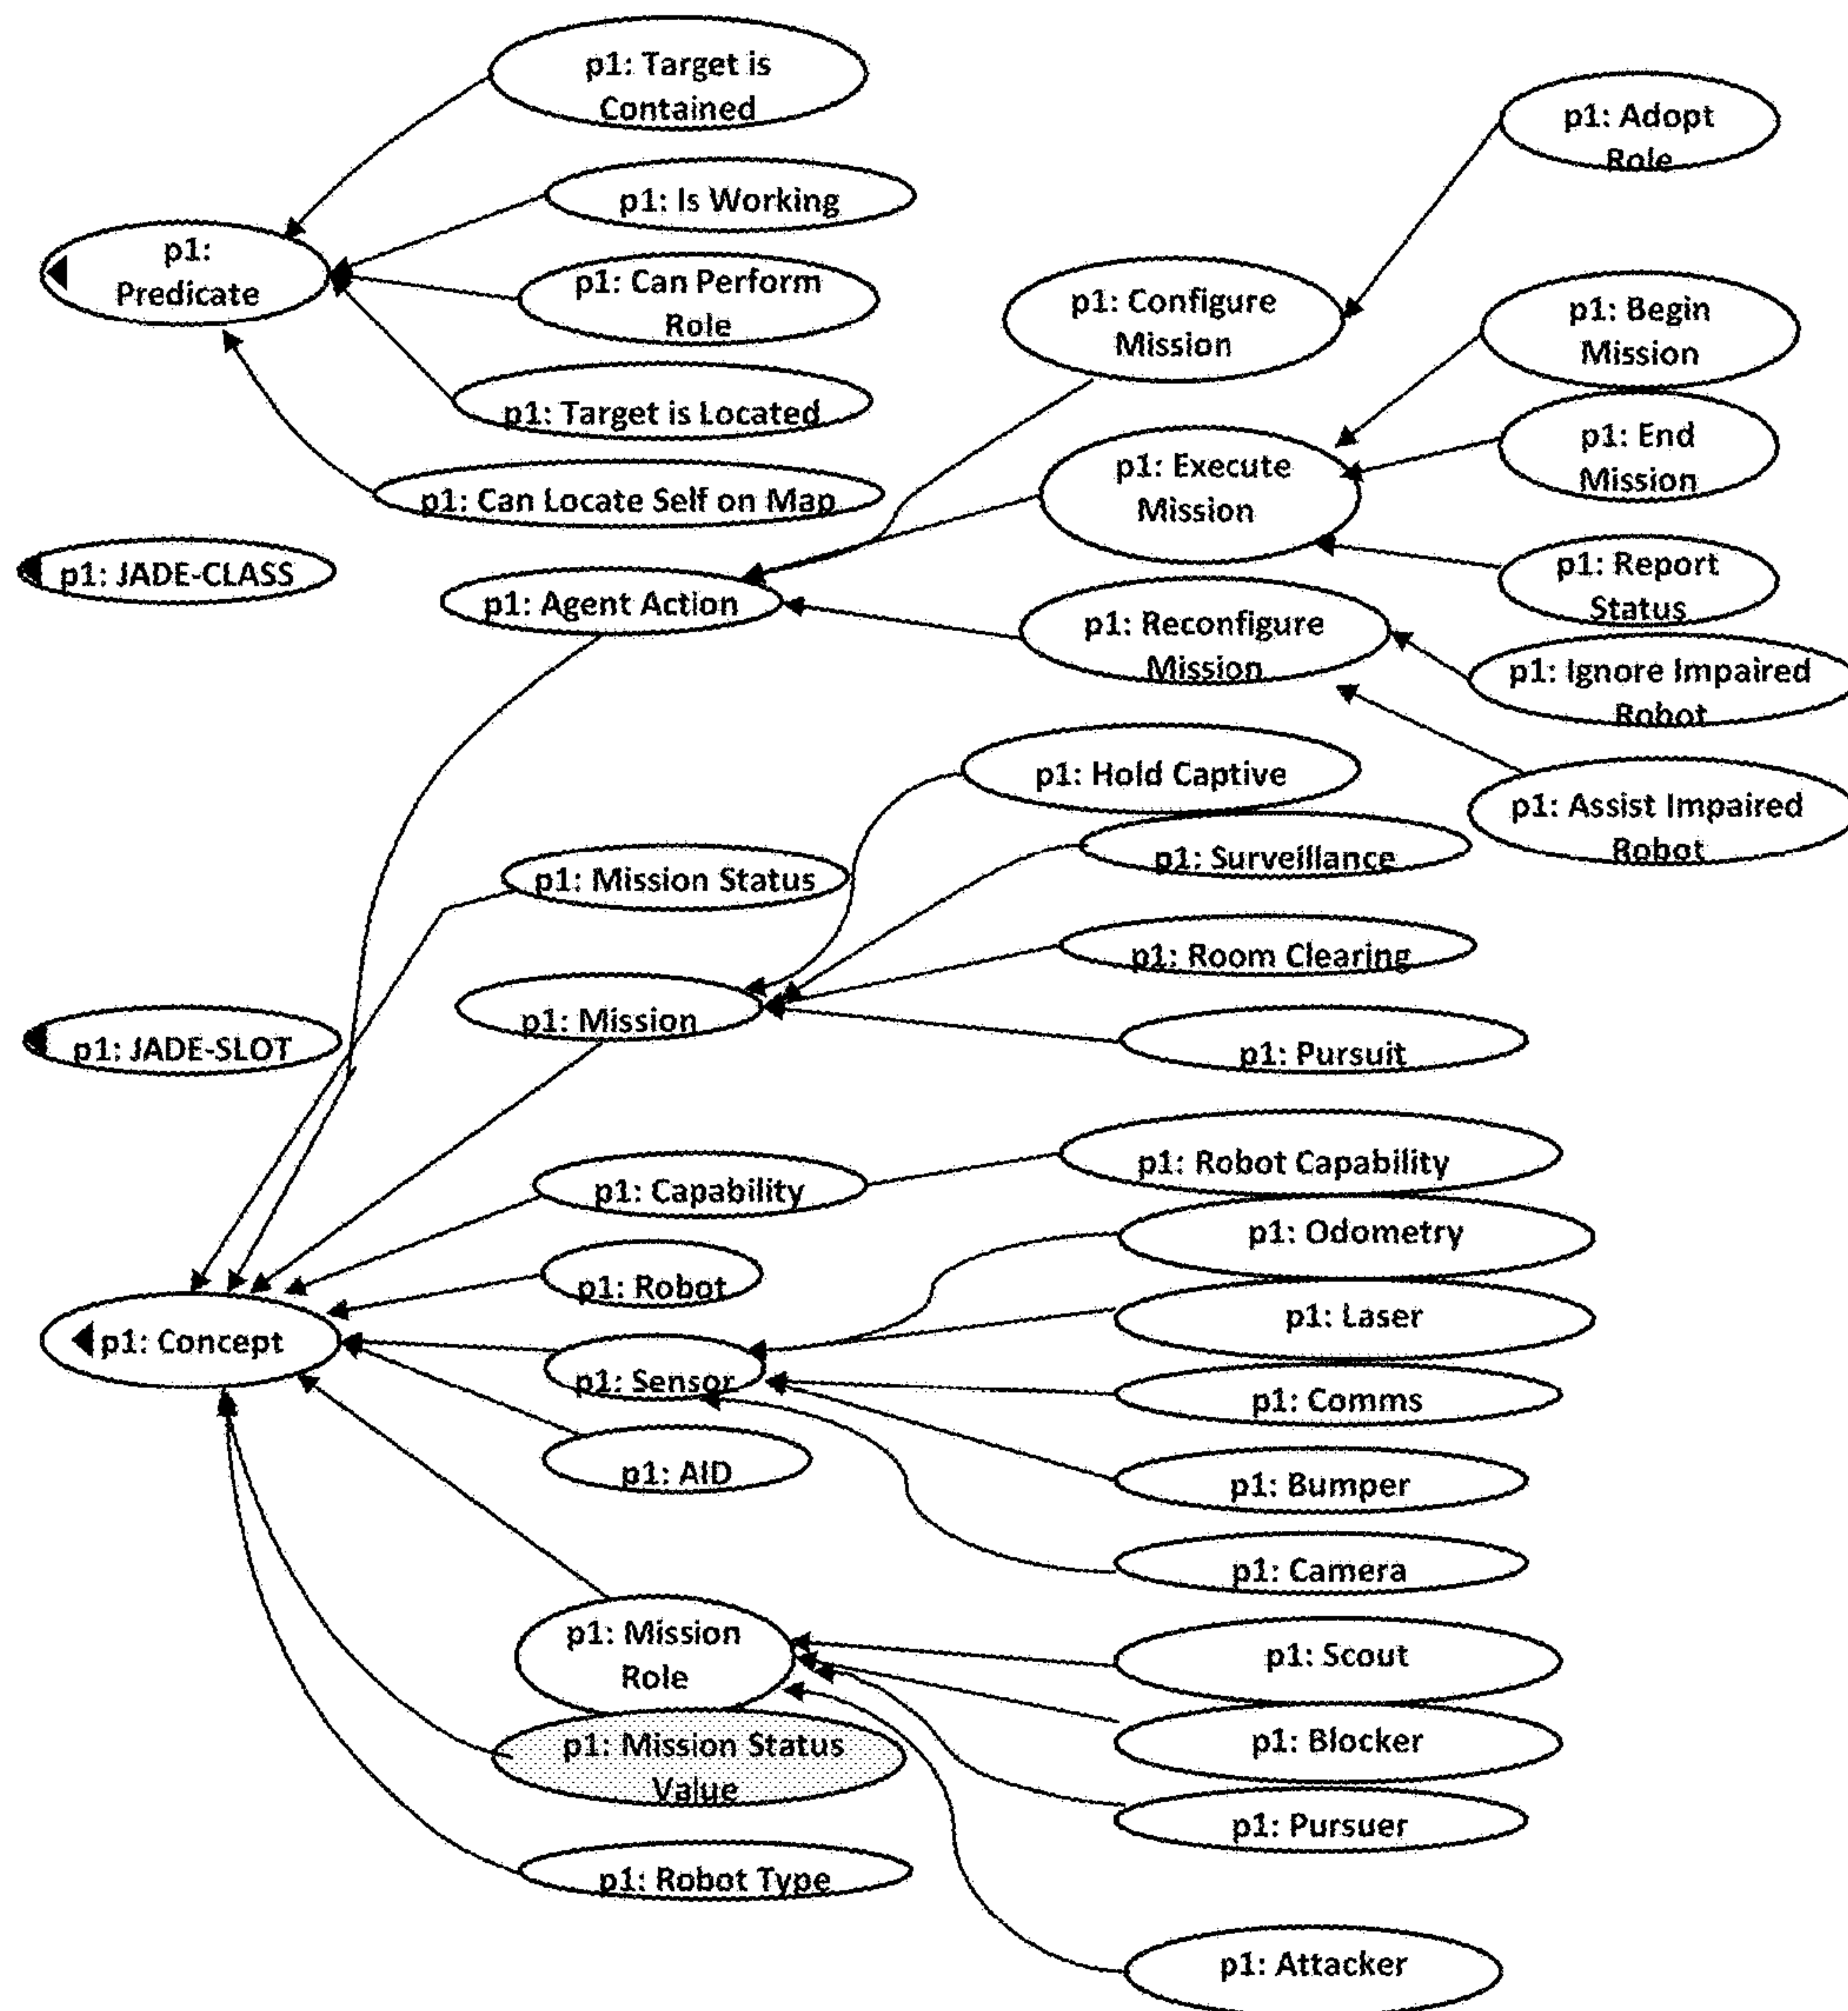 p1: Target is
Contained
p1: Is Working
p1:
Predicate
p1: Can Perform
Role
p1: Target is Located
p1: Can Locate Self on Map
p1: JADE-CLASS
p1: Agent Action
p1: Configure
Mission
p1: Adopt
Role
p1: Execute
Mission
p1: Begin
Mission
p1: End
Mission
p1: Report
Status
p1: Reconfigure
Mission
p1: Ignore Impaired
Robot
p1: Assist Impaired
Robot
p1: Hold Captive
p1: Surveillance
p1: Mission Status
p1: Room Clearing
p1: Mission
p1: Pursuit
p1: JADE-SLOT
p1: Capability
p1: Robot Capability
p1: Robot
p1: Odometry
p1: Laser
p1: Concept
p1: Sensor
p1: Comms
p1: AID
p1: Bumper
p1: Camera
p1: Mission
Role
p1: Scout
p1: Mission Status
Value
p1: Blocker
p1: Pursuer
p1: Robot Type
p1: Attacker